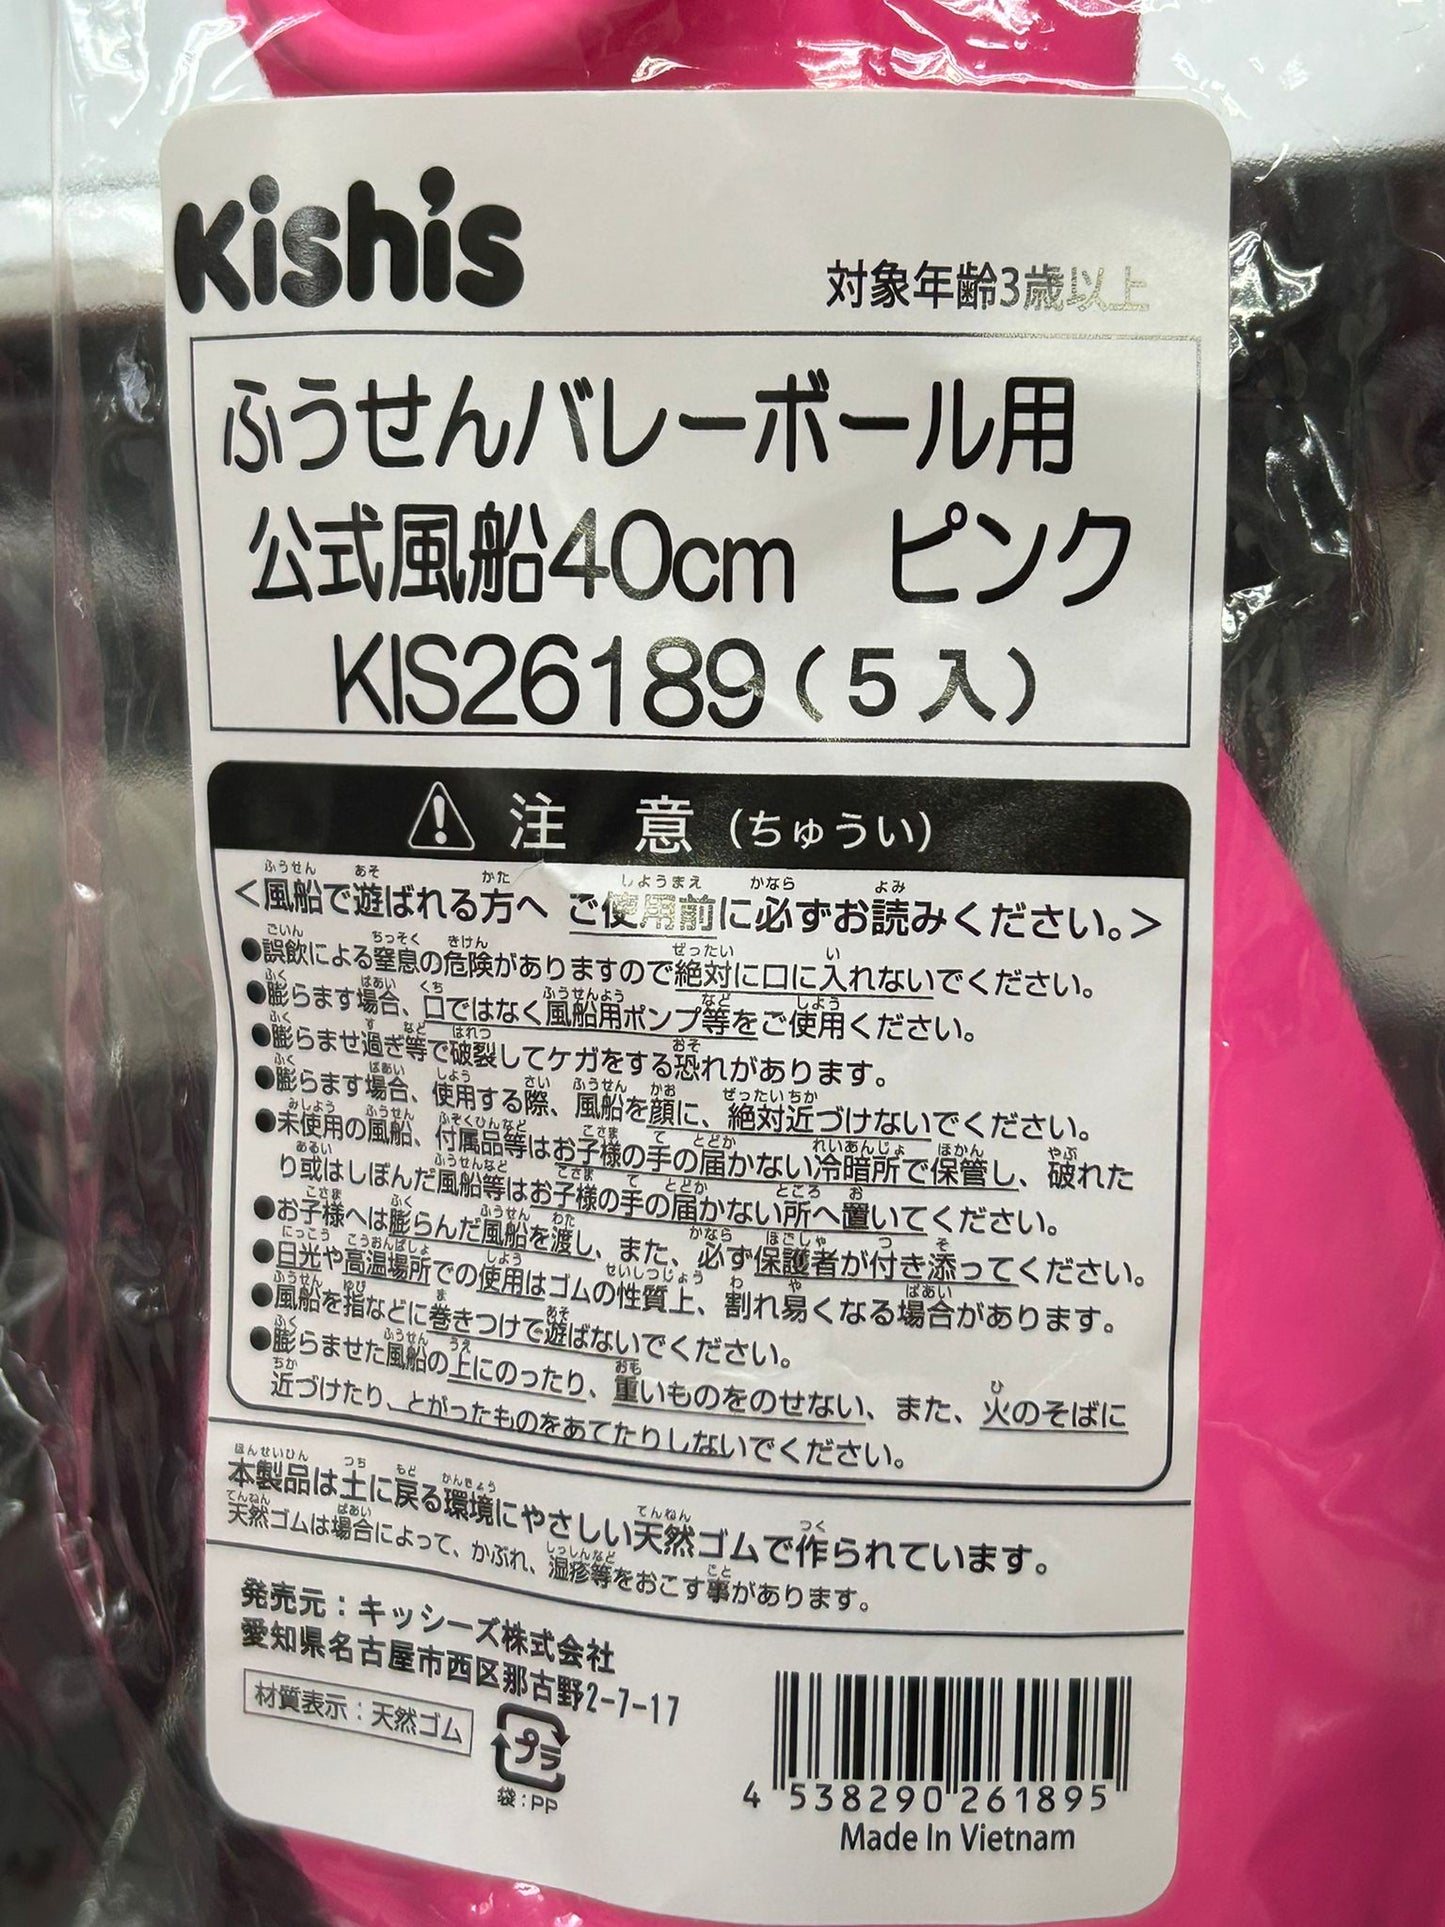 Kishis
対象年齢3歳以上
ふうせんバレーボール用
公式風船40cm ピンク
KIS26189(5入)
注 意(ちゅうい)
<風船で遊ばれる方へ ご使用前に必ずお読みください。>
●誤飲による窒息の危険がありますので絶対に口に入れないでください。
●膨らます場合、口ではなく風船用ポンプ等をご使用ください。
●膨らませ過ぎ等で破裂してケガをする恐れがあります。
●膨らます場合、使用する際、風船を顔に、絶対近づけないでください。
●未使用の風船、付属品等はお子様の手の届かない冷暗所で保管し、破れた
り或はしぼんだ風船等はお子様の手の届かない所へ置いてください。
●お子様へは膨らんだ風船を渡し、また、必ず保護者が付き添ってください。
●日光や高温場所での使用はゴムの性質上、割れ易くなる場合があります。
●風船を指などに巻きつけて遊ばないでください。
●膨らませた風船の上にのったり、重いものをのせない、また、火のそばに
近づけたり、とがったものをあてたりしないでください。
本製品は土に戻る環境にやさしい天然ゴムで作られています。
天然ゴムは場合によって、かぶれ、湿疹等をおこす事があります。
発売元:キッシーズ株式会社
愛知県名古屋市西区那古野2-7-17
材質表示:天然ゴム
プラ
袋:PP
4 538290 261895
Made In Vietnam